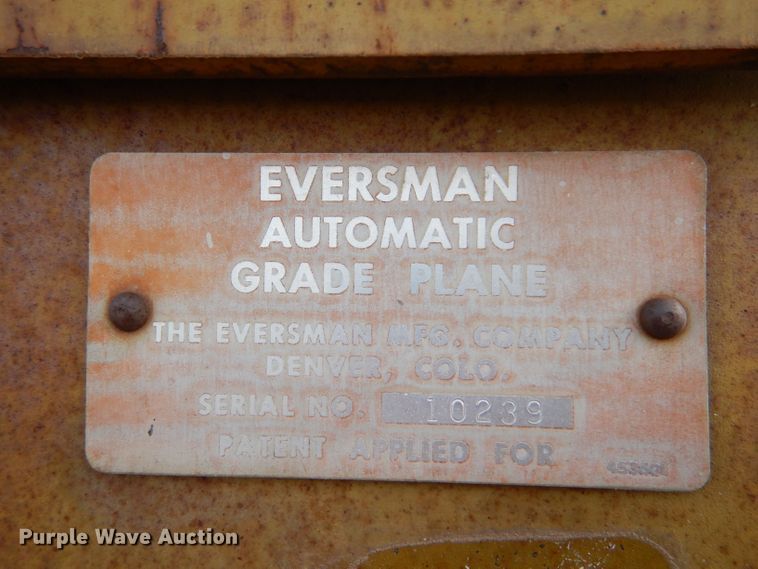 EVERSMAN
AUTOMATIC
GRADE PLANE
THE EVERSMAN MFG. COMPANY
DENVER, COLO.
SERIAL NO. 10239
PATENT APPLIED FOR
Purple Wave Auction®